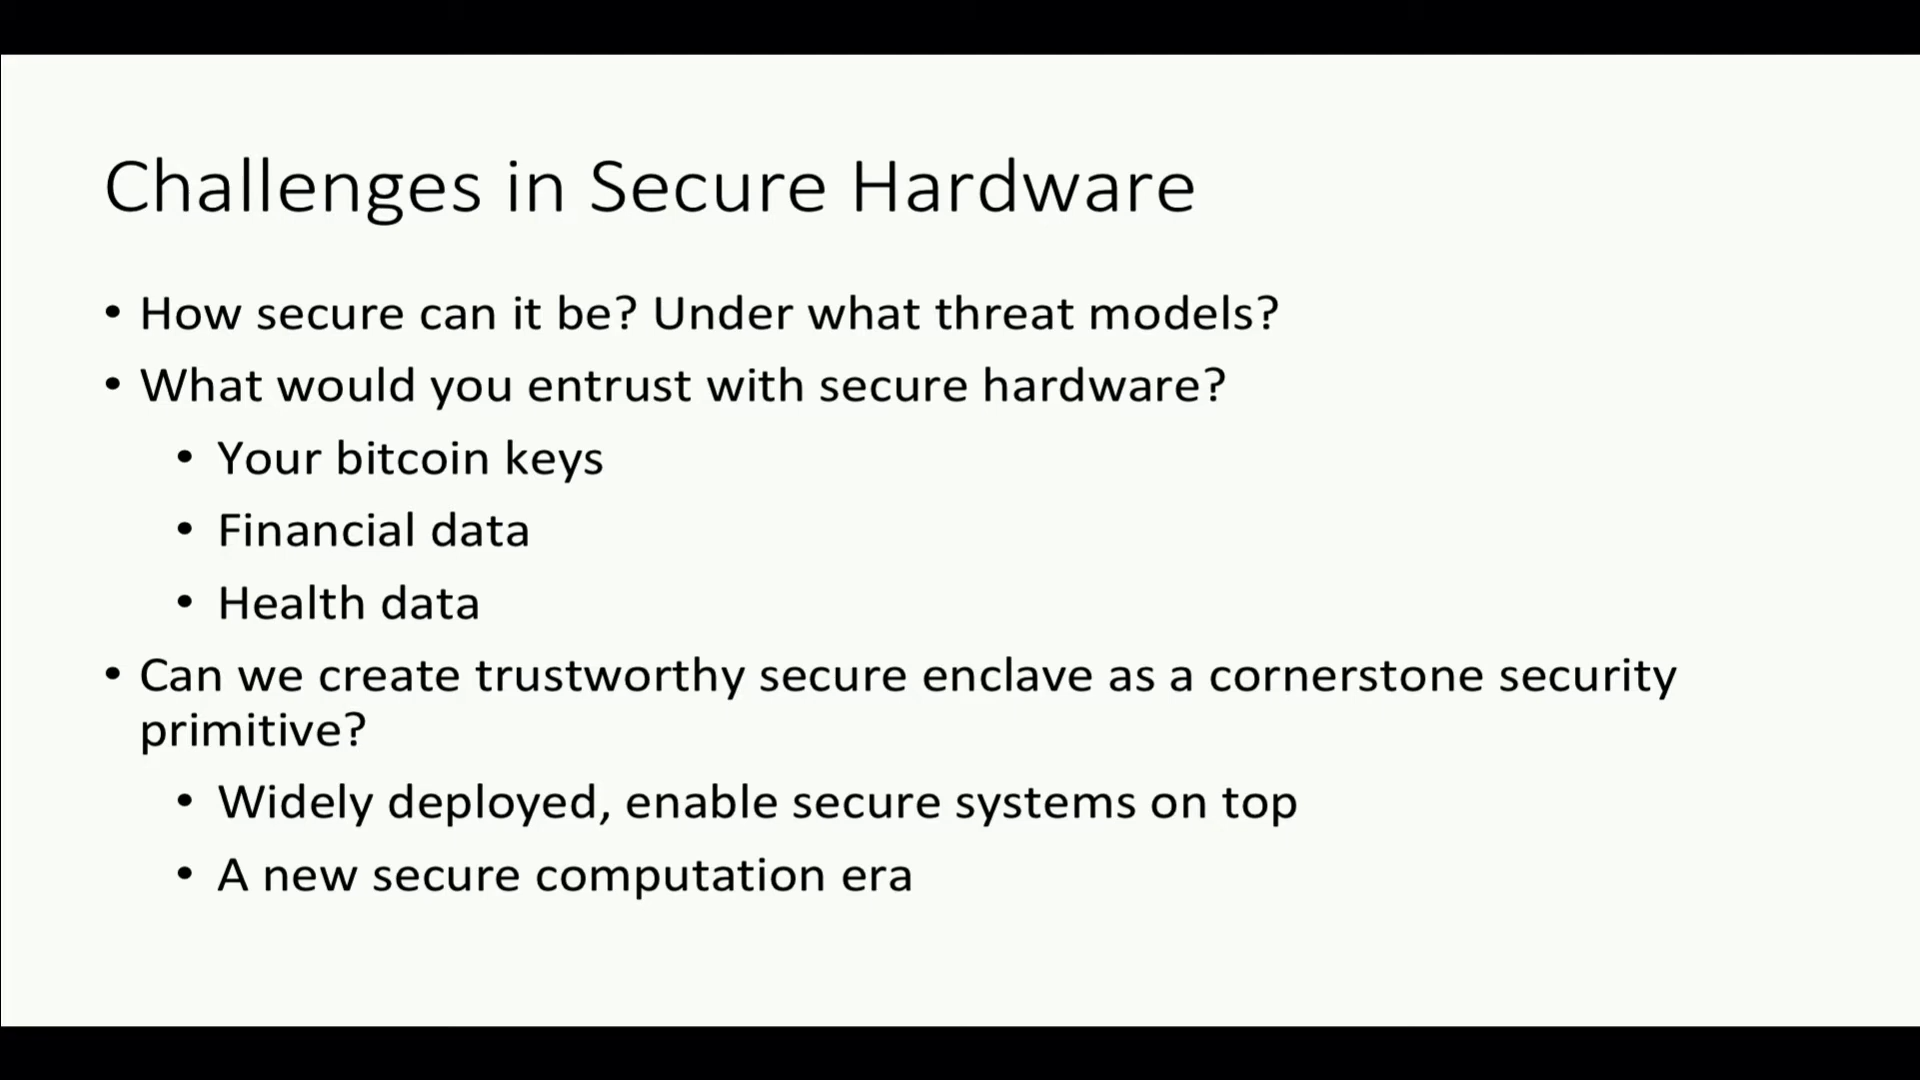 Challenges in Secure Hardware
• How secure can it be? Under what threat models?
• What would you entrust with secure hardware?
• Your bitcoin keys
• Financial data
• Health data
• Can we create trustworthy secure enclave as a cornerstone security
primitive?
• Widely deployed, enable secure systems on top
• A new secure computation era